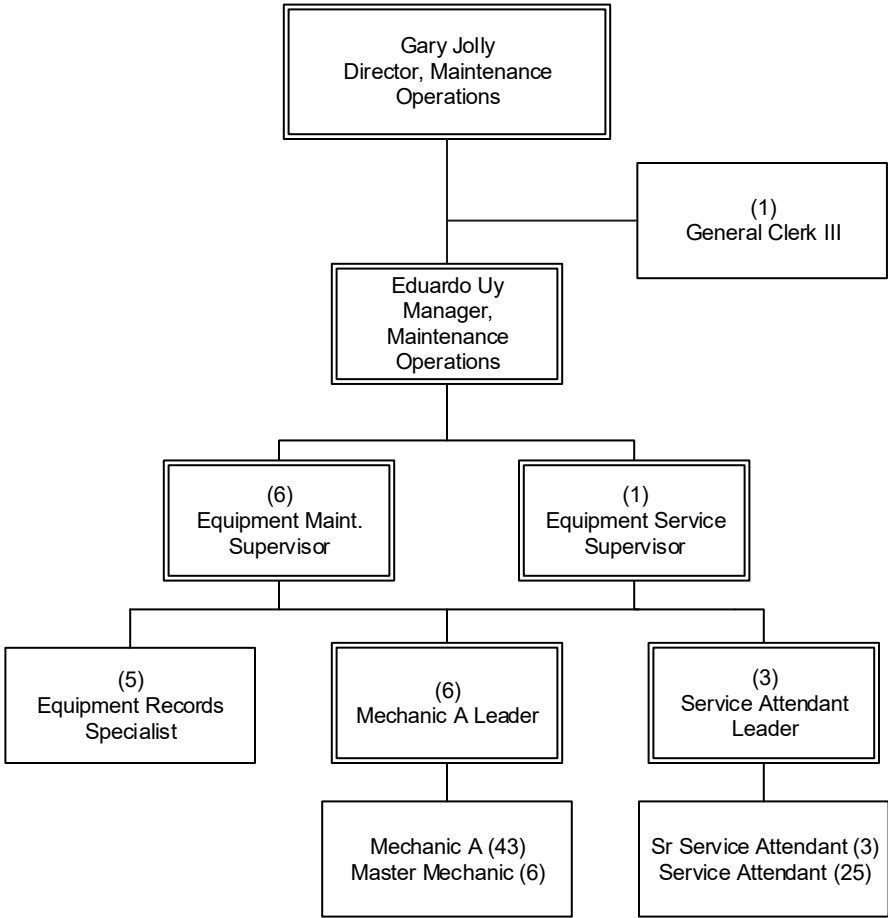 Gary Jolly
Director, Maintenance
Operations
(1)
General Clerk III
Eduardo Uy
Manager,
Maintenance
Operations
(6)
Equipment Maint.
Supervisor
(1)
Equipment Service
Supervisor
(5)
Equipment Records
Specialist
(6)
Mechanic A Leader
(3)
Service Attendant
Leader
Mechanic A (43)
Master Mechanic (6)
Sr Service Attendant (3)
Service Attendant (25)